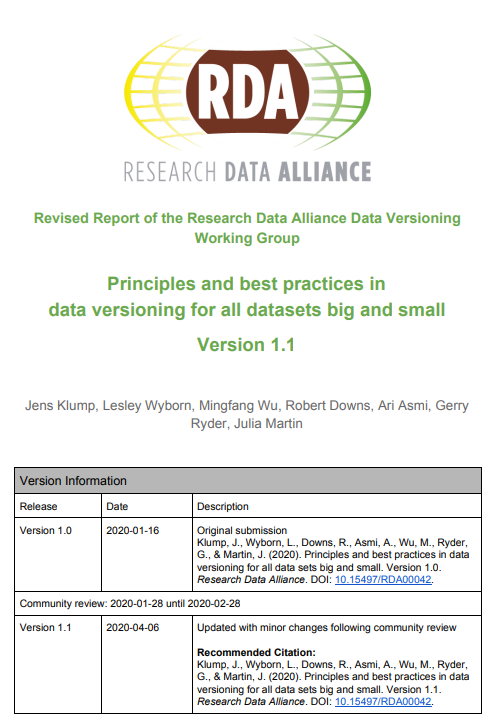 RDA
RESEARCH DATA ALLIANCE
Revised Report of the Research Data Alliance Data Versioning
Working Group
Principles and best practices in
data versioning for all datasets big and small
Version 1.1
Jens Klump, Lesley Wyborn, Mingfang Wu, Robert Downs, Ari Asmi, Gerry
Ryder, Julia Martin
Version Information
Release Date Description
Version 1.0 2020-01-16 Original submission
Klump, J., Wyborn, L., Downs, R., Asmi, A., Wu, M., Ryder,
G., & Martin, J. (2020). Principles and best practices in data
versioning for all data sets big and small. Version 1.0.
Research Data Alliance. DOI: 10.15497/RDA00042.
Community review: 2020-01-28 until 2020-02-28
Version 1.1 2020-04-06 Updated with minor changes following community review
Recommended Citation:
Klump, J., Wyborn, L., Downs, R., Asmi, A., Wu, M., Ryder,
G., & Martin, J. (2020). Principles and best practices in data
versioning for all data sets big and small. Version 1.1.
Research Data Alliance. DOI: 10.15497/RDA00042.